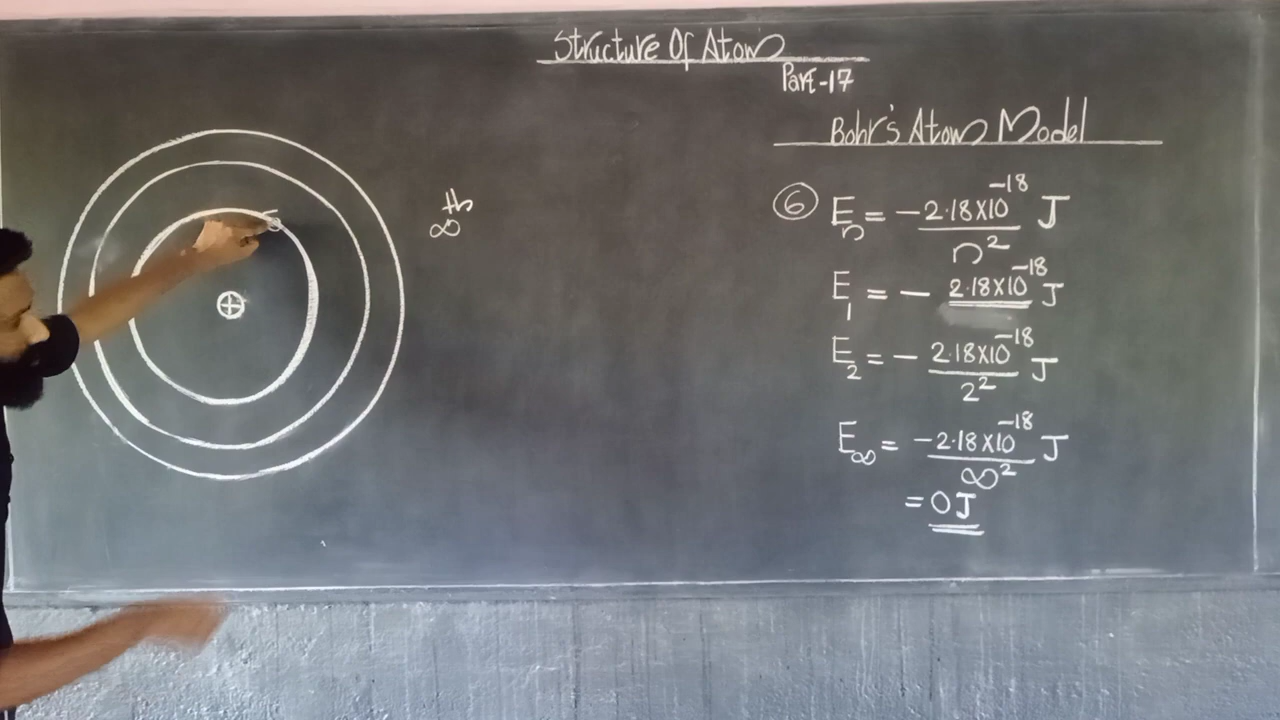 Structure Of Atom
Part-17
Bohr's Atom Model
∞th
⑥ Eₙ = -2.18×10⁻¹⁸ J
n²
E₁ = - 2.18×10⁻¹⁸ J
E₂ = - 2.18×10⁻¹⁸ J
2²
E∞ = -2.18×10⁻¹⁸ J
∞²
= 0 J